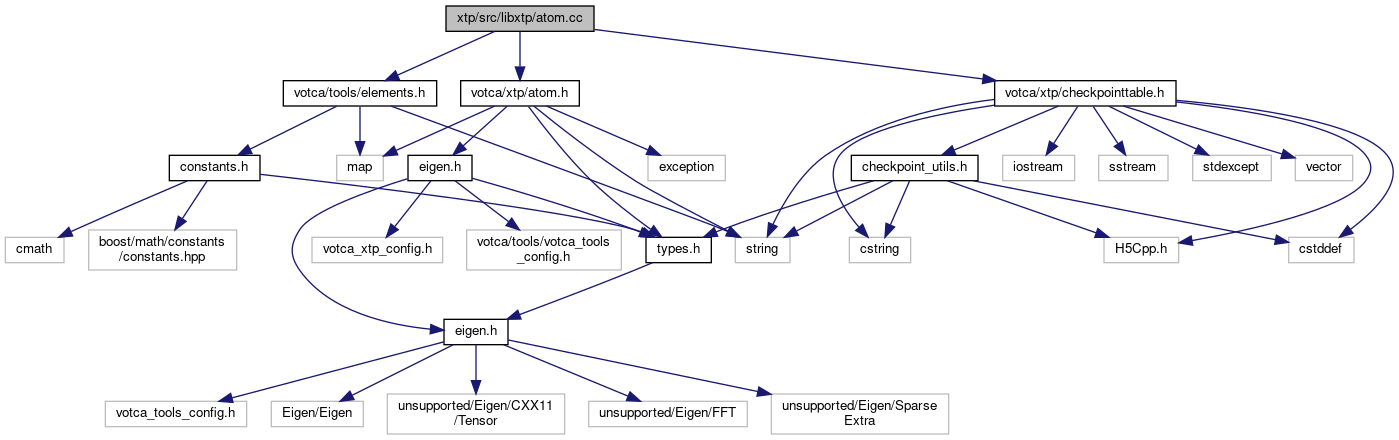 xtp/src/libxtp/atom.cc
votca/tools/elements.h
votca/xtp/atom.h
votca/xtp/checkpointtable.h
constants.h
map
eigen.h
exception
checkpoint_utils.h
iostream
sstream
stdexcept
vector
cmath
boost/math/constants
/constants.hpp
votca_xtp_config.h
votca/tools/votca_tools
_config.h
types.h
string
cstring
H5Cpp.h
cstddef
eigen.h
votca_tools_config.h
Eigen/Eigen
unsupported/Eigen/CXX11
/Tensor
unsupported/Eigen/FFT
unsupported/Eigen/Sparse
Extra